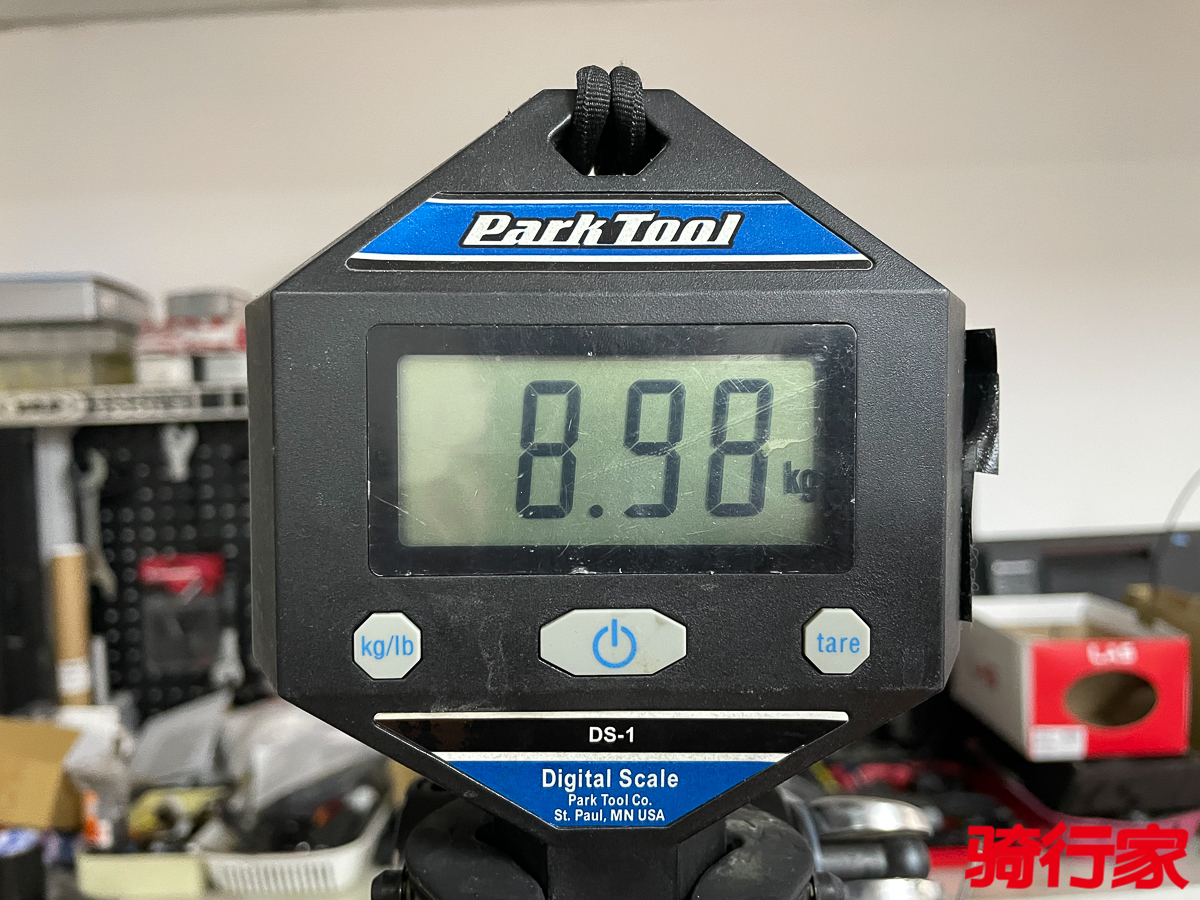 Park Tool
8.98
kg
kg/lb
tare
DS-1
Digital Scale
Park Tool Co.
St. Paul, MN USA
骑行家